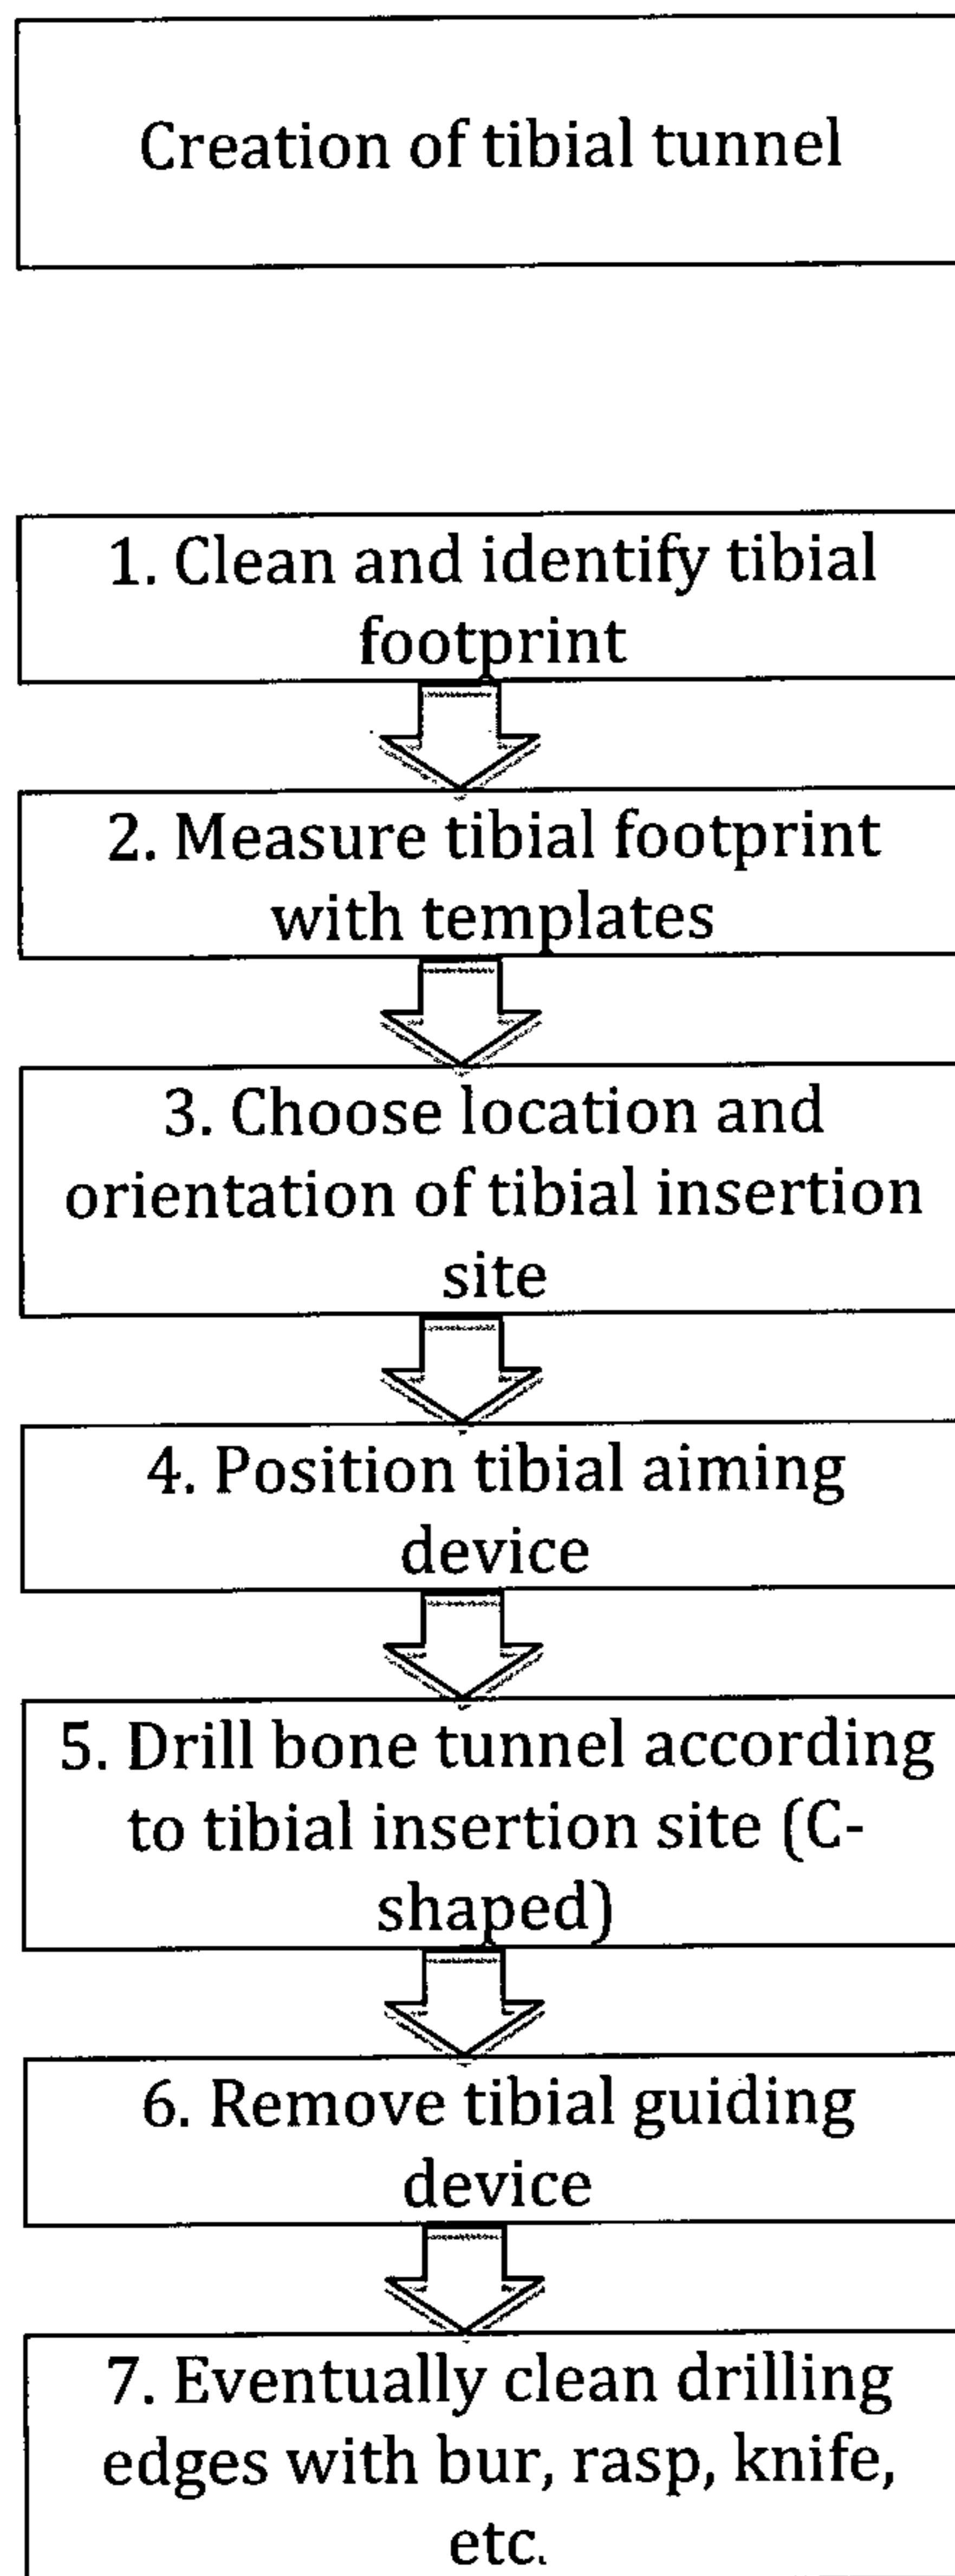 Creation of tibial tunnel
1. Clean and identify tibial
footprint
2. Measure tibial footprint
with templates
3. Choose location and
orientation of tibial insertion
site
4. Position tibial aiming
device
5. Drill bone tunnel according
to tibial insertion site (C-
shaped)
6. Remove tibial guiding
device
7. Eventually clean drilling
edges with bur, rasp, knife,
etc.